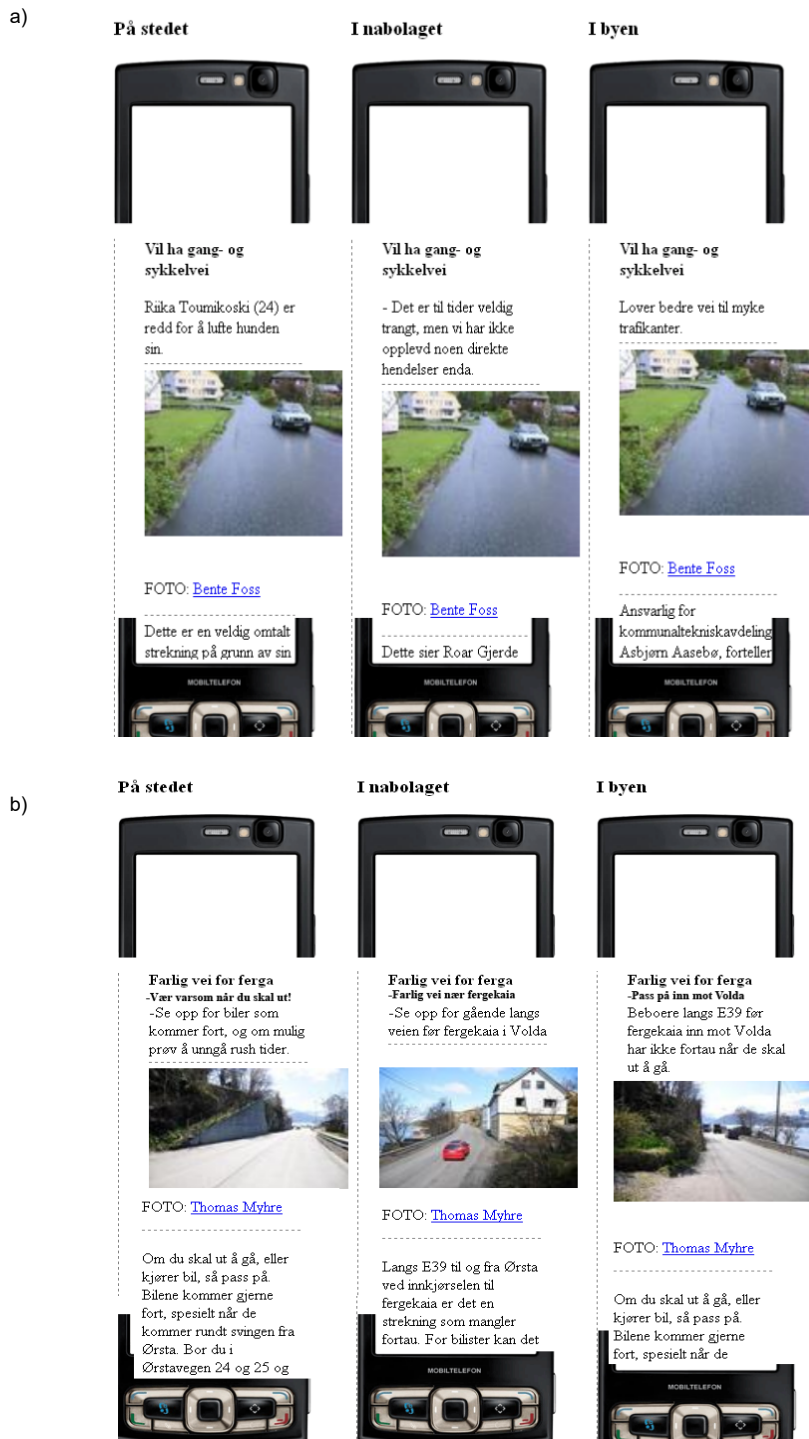 a)
På stedet
I nabolaget
I byen
Vil ha gang- og
sykkelvei
Riika Toumikoski (24) er
redd for å lufte hunden
sin.
FOTO: Bente Foss
Dette er en veldig omtalt
strekning på grunn av sin
MOBILTELEFON
Vil ha gang- og
sykkelvei
- Det er til tider veldig
trangt, men vi har ikke
opplevd noen direkte
hendelser enda.
FOTO: Bente Foss
Dette sier Roar Gjerde
MOBILTELEFON
Vil ha gang- og
sykkelvei
Lover bedre vei til myke
trafikanter.
FOTO: Bente Foss
Ansvarlig for
kommunaltekniskavdeling
Asbjørn Aasebø, forteller
MOBILTELEFON
b)
På stedet
I nabolaget
I byen
Farlig vei for ferga
-Vær varsom når du skal ut!
-Se opp for biler som
kommer fort, og om mulig
prøv å unngå rush tider.
FOTO: Thomas Myhre
Om du skal ut å gå, eller
kjører bil, så pass på.
Bilene kommer gjerne
fort, spesielt når de
kommer rundt svingen fra
Ørsta. Bor du i
Ørstavegen 24 og 25 og
Farlig vei for ferga
-Farlig vei nær fergekaia
-Se opp for gående langs
veien før fergekaia i Volda
FOTO: Thomas Myhre
Langs E39 til og fra Ørsta
ved innkjørselen til
fergekaia er det en
strekning som mangler
fortau. For bilister kan det
MOBILTELEFON
Farlig vei for ferga
-Pass på inn mot Volda
Beboere langs E39 før
fergekaia inn mot Volda
har ikke fortau når de skal
ut å gå.
FOTO: Thomas Myhre
Om du skal ut å gå, eller
kjører bil, så pass på.
Bilene kommer gjerne
fort, spesielt når de
MOBILTELEFON